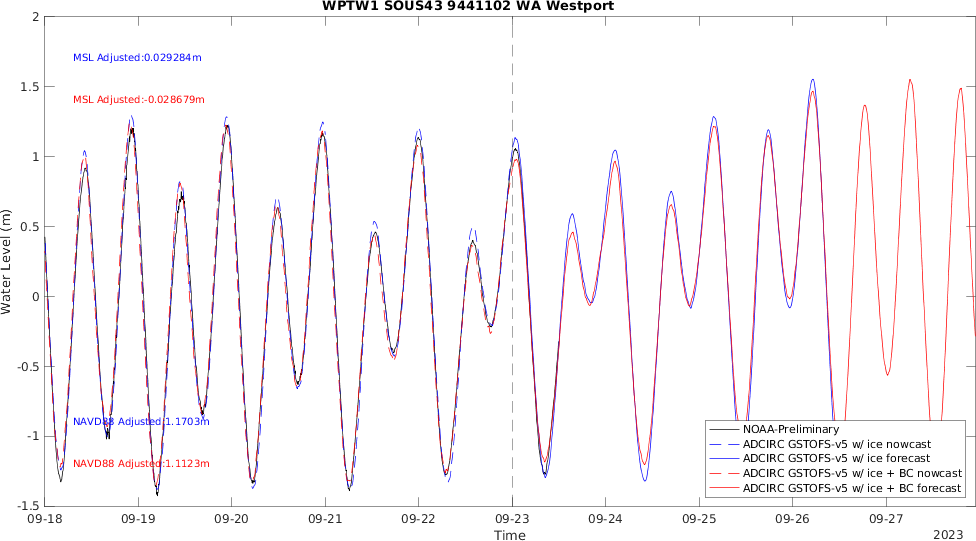 WPTW1 SOUS43 9441102 WA Westport
2
1.5
1
0.5
0
-0.5
-1
-1.5
Water Level (m)
MSL Adjusted:0.029284m
MSL Adjusted:-0.028679m
NAVD88 Adjusted:1.1703m
NAVD88 Adjusted:1.1123m
NOAA-Preliminary
ADCIRC GSTOFS-v5 w/ ice nowcast
ADCIRC GSTOFS-v5 w/ ice forecast
ADCIRC GSTOFS-v5 w/ ice + BC nowcast
ADCIRC GSTOFS-v5 w/ ice + BC forecast
09-18 09-19 09-20 09-21 09-22 09-23 09-24 09-25 09-26 09-27
Time
2023